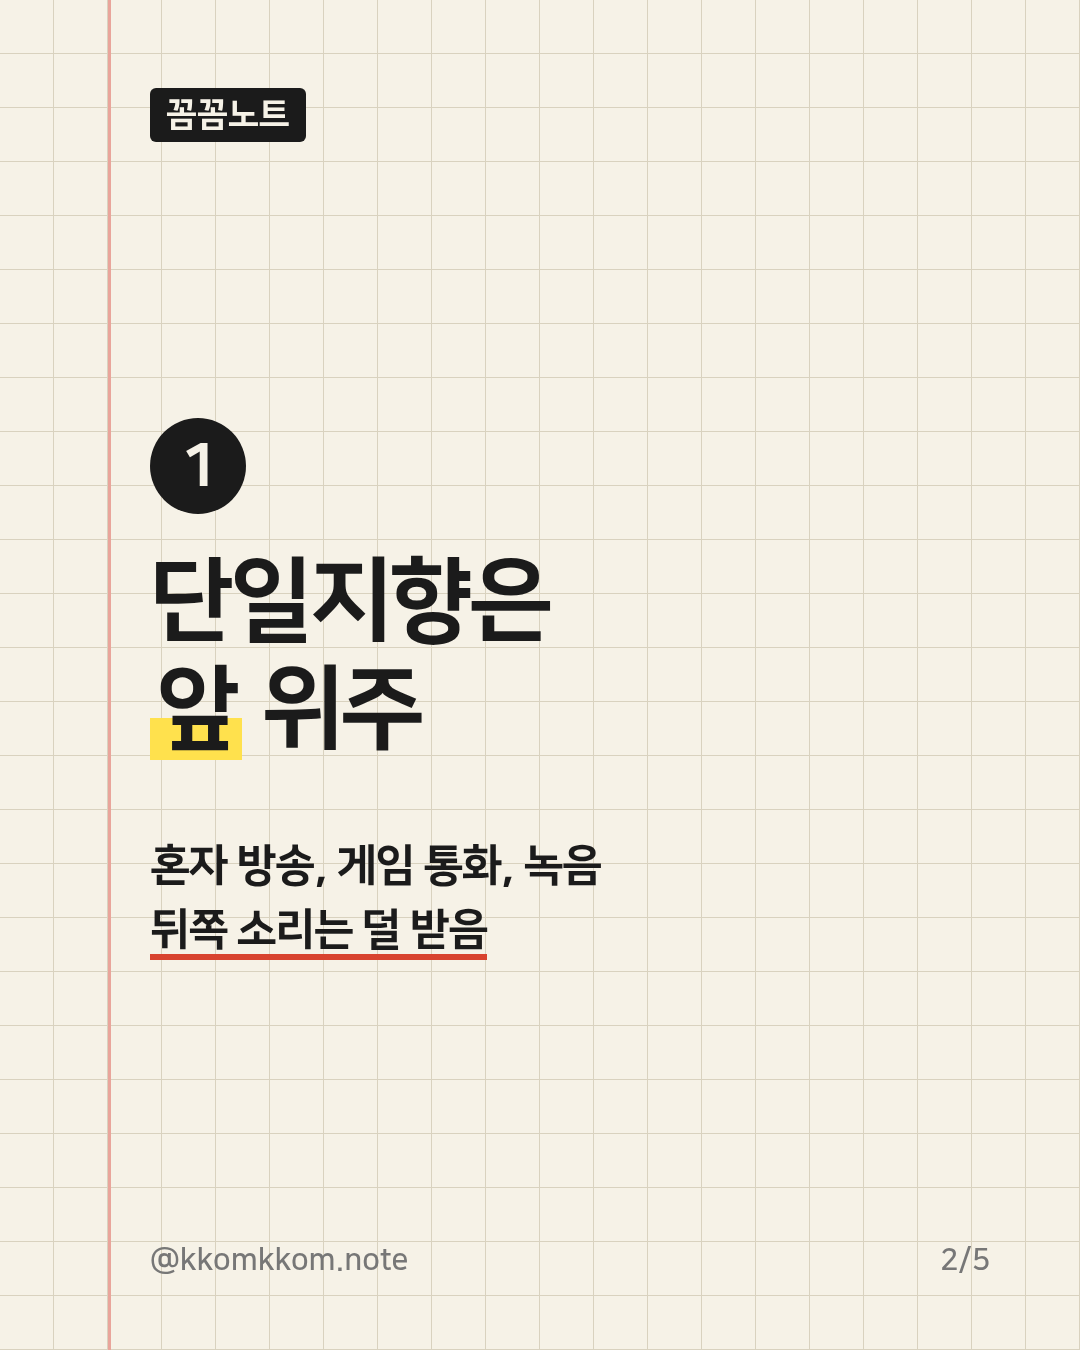 꼼꼼노트
1
단일지향은
앞 위주
혼자 방송, 게임 통화, 녹음
뒤쪽 소리는 덜 받음
@kkomkkom.note
2/5